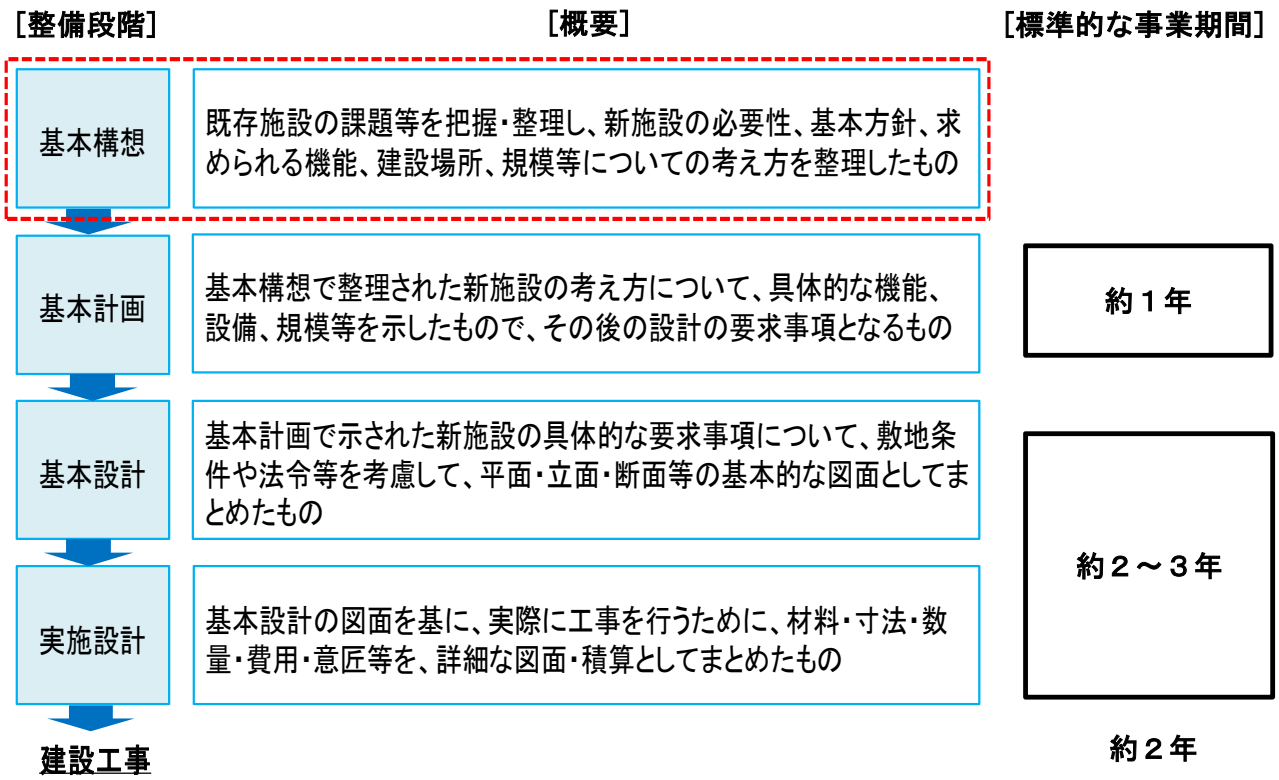 [整備段階]
[概要]
[標準的な事業期間]
基本構想
既存施設の課題等を把握・整理し、新施設の必要性、基本方針、求
められる機能、建設場所、規模等についての考え方を整理したもの
基本計画
基本構想で整理された新施設の考え方について、具体的な機能、
設備、規模等を示したもので、その後の設計の要求事項となるもの
約１年
基本設計
基本計画で示された新施設の具体的な要求事項について、敷地条
件や法令等を考慮して、平面・立面・断面等の基本的な図面としてま
とめたもの
約２～３年
実施設計
基本設計の図面を基に、実際に工事を行うために、材料・寸法・数
量・費用・意匠等を、詳細な図面・積算としてまとめたもの
建設工事
約２年